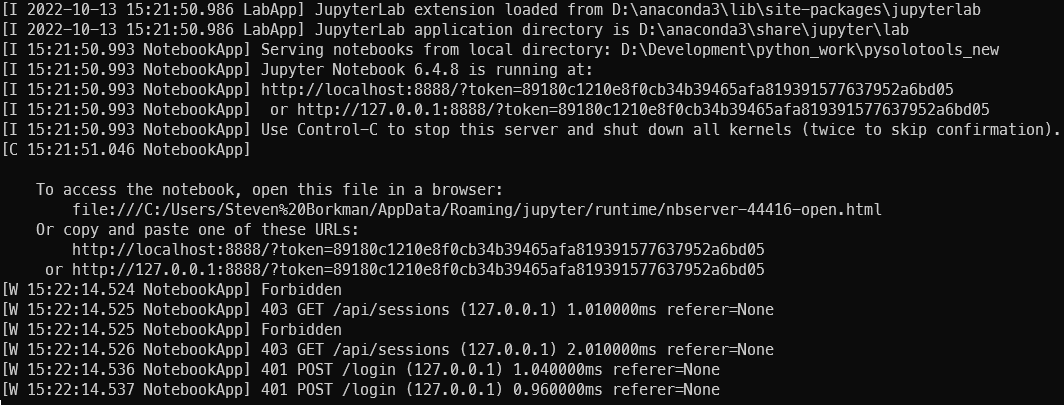 [I 2022-10-13 15:21:50.986 LabApp] JupyterLab extension loaded from D:\anaconda3\lib\site-packages\jupyterlab
[I 2022-10-13 15:21:50.986 LabApp] JupyterLab application directory is D:\anaconda3\share\jupyter\lab
[I 15:21:50.993 NotebookApp] Serving notebooks from local directory: D:\Development\python_work\pysolotools_new
[I 15:21:50.993 NotebookApp] Jupyter Notebook 6.4.8 is running at:
[I 15:21:50.993 NotebookApp] http://localhost:8888/?token=89180c1210e8f0cb34b39465afa819391577637952a6bd05
[I 15:21:50.993 NotebookApp]  or http://127.0.0.1:8888/?token=89180c1210e8f0cb34b39465afa819391577637952a6bd05
[I 15:21:50.993 NotebookApp] Use Control-C to stop this server and shut down all kernels (twice to skip confirmation).
[C 15:21:51.046 NotebookApp]
    To access the notebook, open this file in a browser:
        file:///C:/Users/Steven%20Borkman/AppData/Roaming/jupyter/runtime/nbserver-44416-open.html
    Or copy and paste one of these URLs:
        http://localhost:8888/?token=89180c1210e8f0cb34b39465afa819391577637952a6bd05
     or http://127.0.0.1:8888/?token=89180c1210e8f0cb34b39465afa819391577637952a6bd05
[W 15:22:14.524 NotebookApp] Forbidden
[W 15:22:14.525 NotebookApp] 403 GET /api/sessions (127.0.0.1) 1.010000ms referer=None
[W 15:22:14.525 NotebookApp] Forbidden
[W 15:22:14.526 NotebookApp] 403 GET /api/sessions (127.0.0.1) 2.010000ms referer=None
[W 15:22:14.536 NotebookApp] 401 POST /login (127.0.0.1) 1.040000ms referer=None
[W 15:22:14.537 NotebookApp] 401 POST /login (127.0.0.1) 0.960000ms referer=None